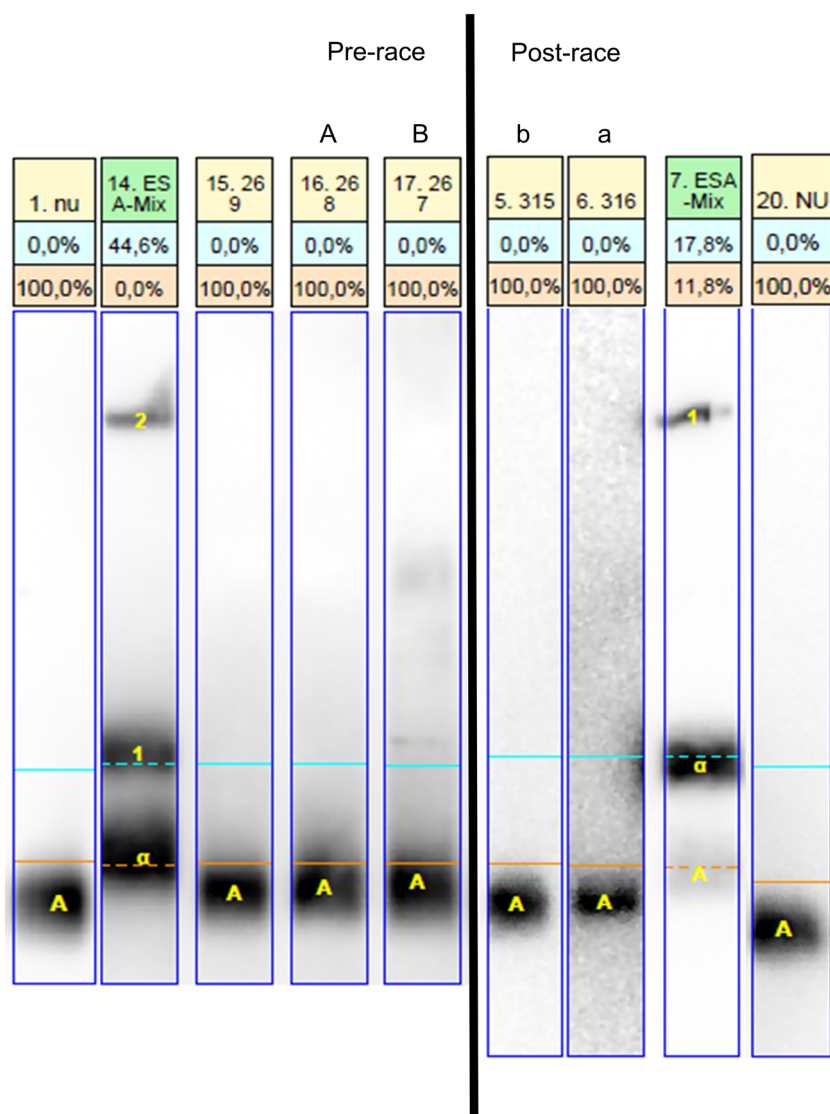 Pre-race
Post-race
A
B
b
a
1. nu
14. ES
A-Mix
15. 26
9
16. 26
8
17. 26
7
5. 315
6. 316
7. ESA
-Mix
20. NU
0,0%
44,6%
0,0%
0,0%
0,0%
0,0%
0,0%
17,8%
0,0%
100,0%
0,0%
100,0%
100,0%
100,0%
100,0%
100,0%
11,8%
100,0%
2
1
1
α
α
A
A
A
A
A
A
A
A